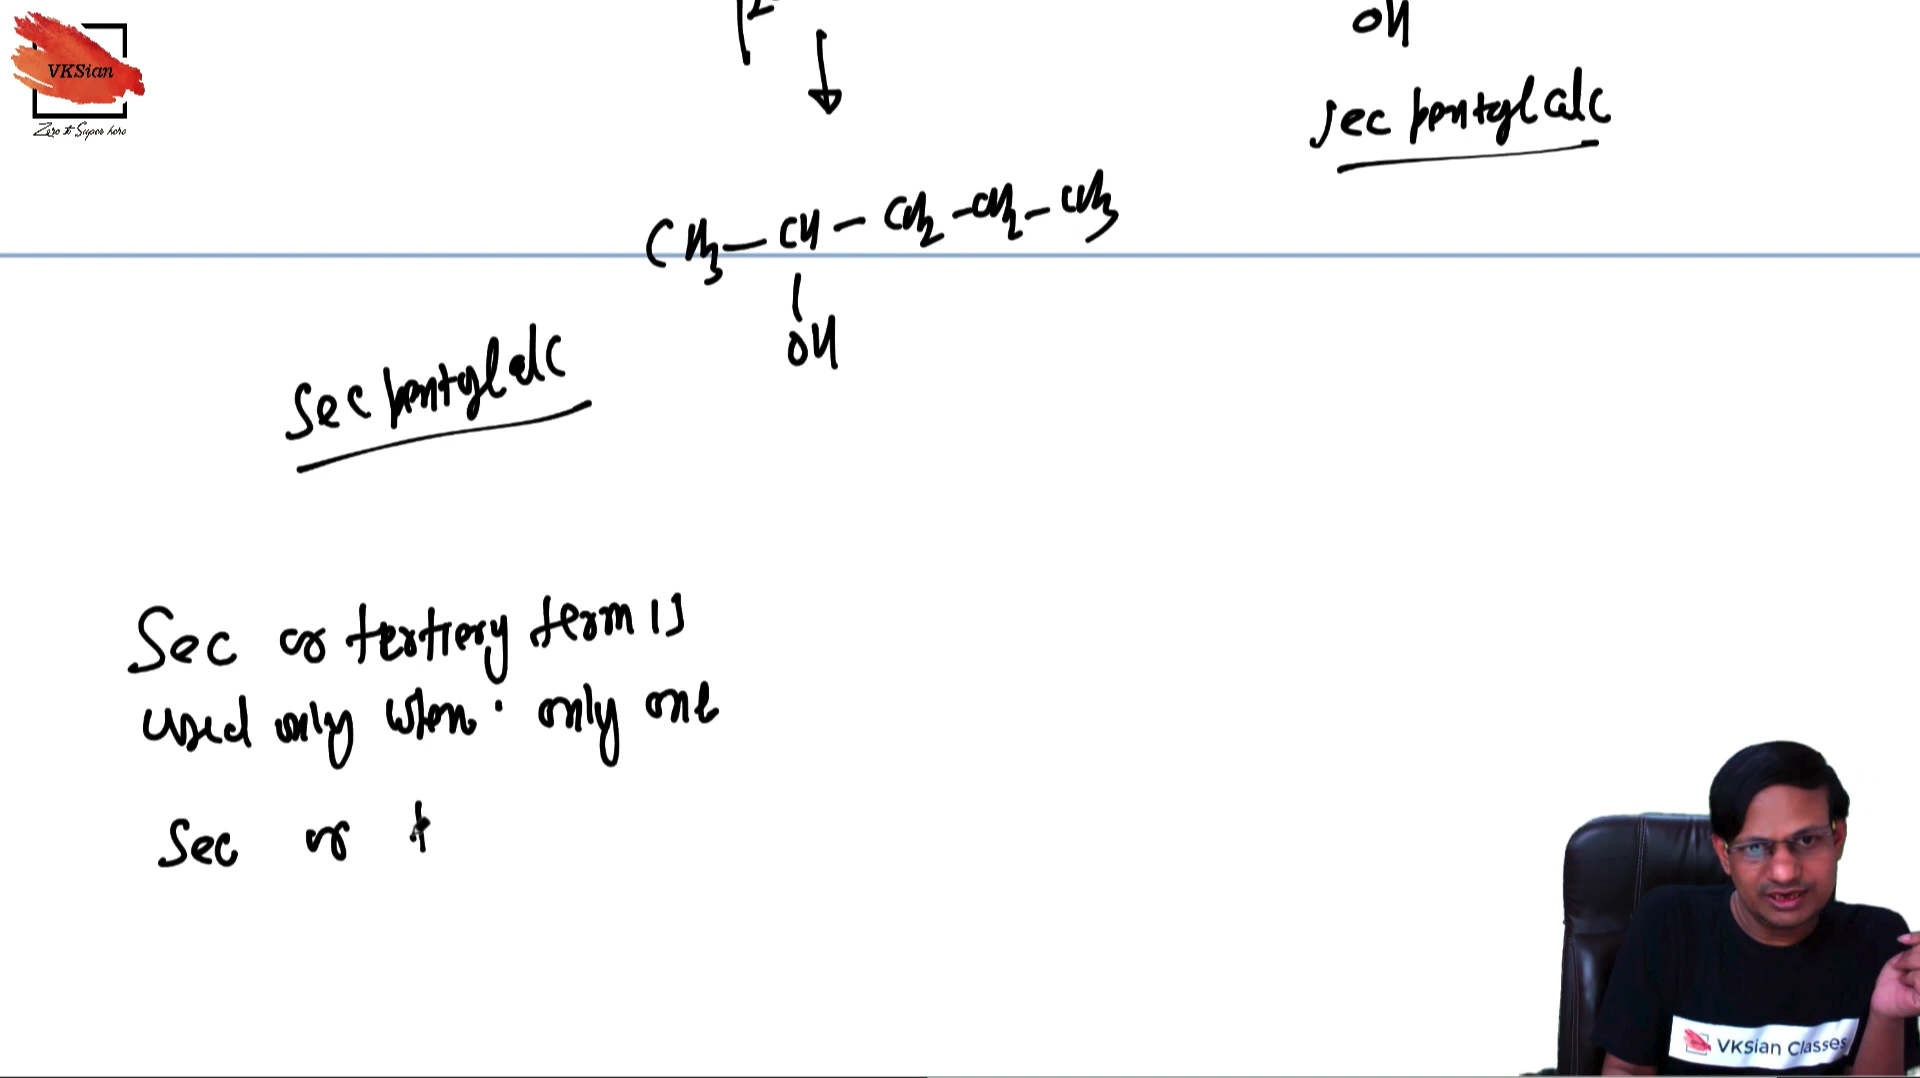 OH
VKSian
Zero to Super hero
sec pentyl alc
CH3 — CH — CH2 - CH2 - CH3
|
OH
Sec pentyl alc
Sec or tertiery term is
used only when only one
Sec or t
VKSian Classes